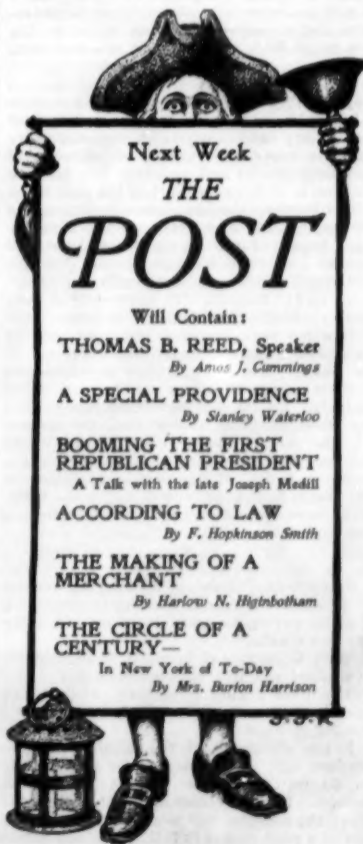 Next Week
THE
POST
Will Contain:
THOMAS B. REED, Speaker
By Amos J. Cummings
A SPECIAL PROVIDENCE
By Stanley Waterloo
BOOMING THE FIRST
REPUBLICAN PRESIDENT
A Talk with the late Joseph Medill
ACCORDING TO LAW
By F. Hopkinson Smith
THE MAKING OF A
MERCHANT
By Harlow N. Higinbotham
THE CIRCLE OF A
CENTURY—
In New York of To-Day
By Mrs. Burton Harrison